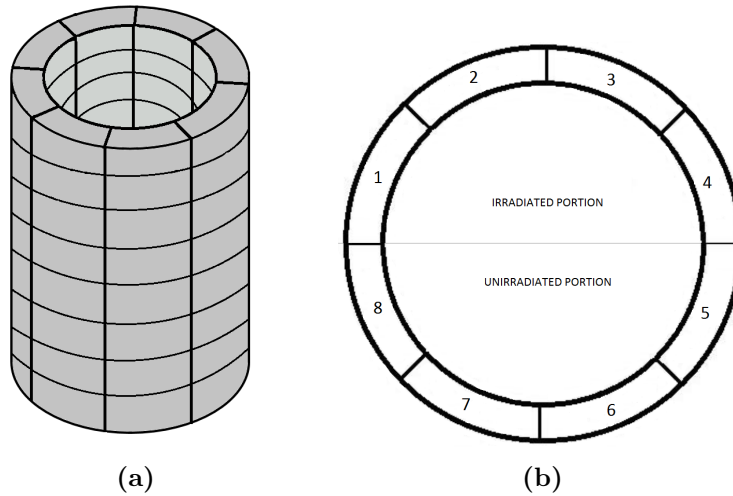 2 3
1 4
IRRADIATED PORTION
UNIRRADIATED PORTION
8 5
7 6
(a) (b)